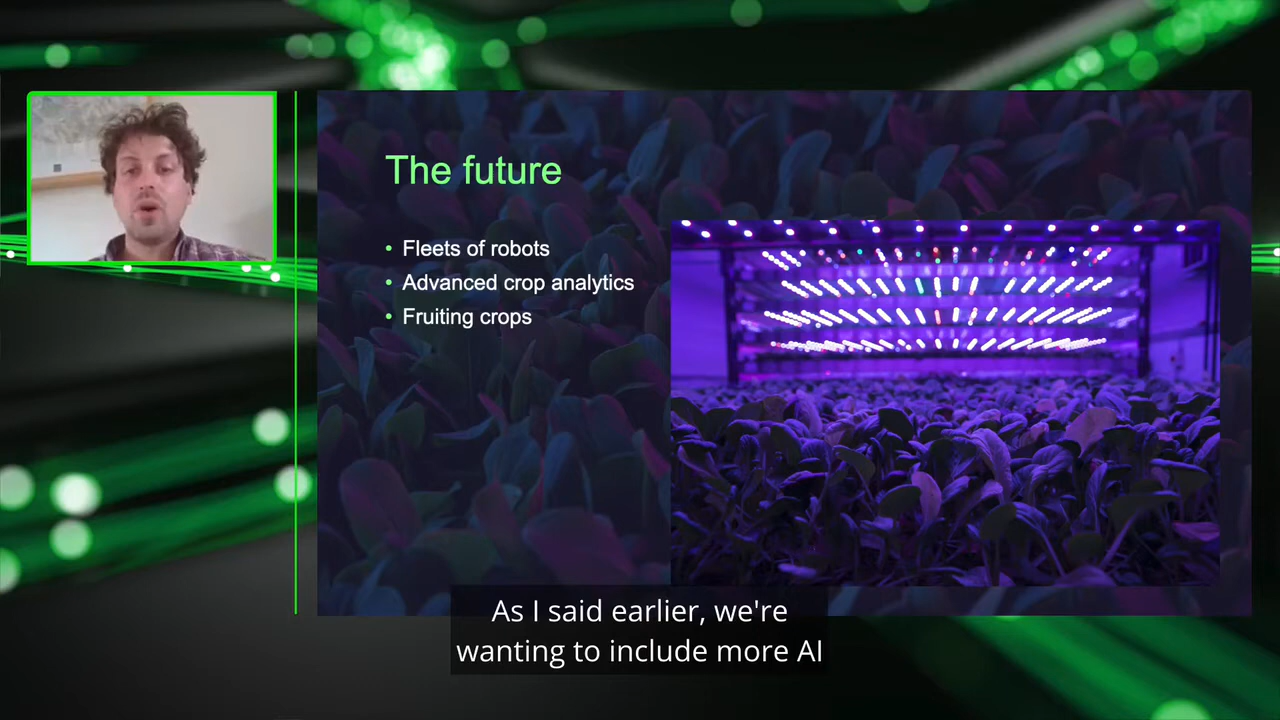 The future
• Fleets of robots
• Advanced crop analytics
• Fruiting crops
As I said earlier, we're
wanting to include more AI